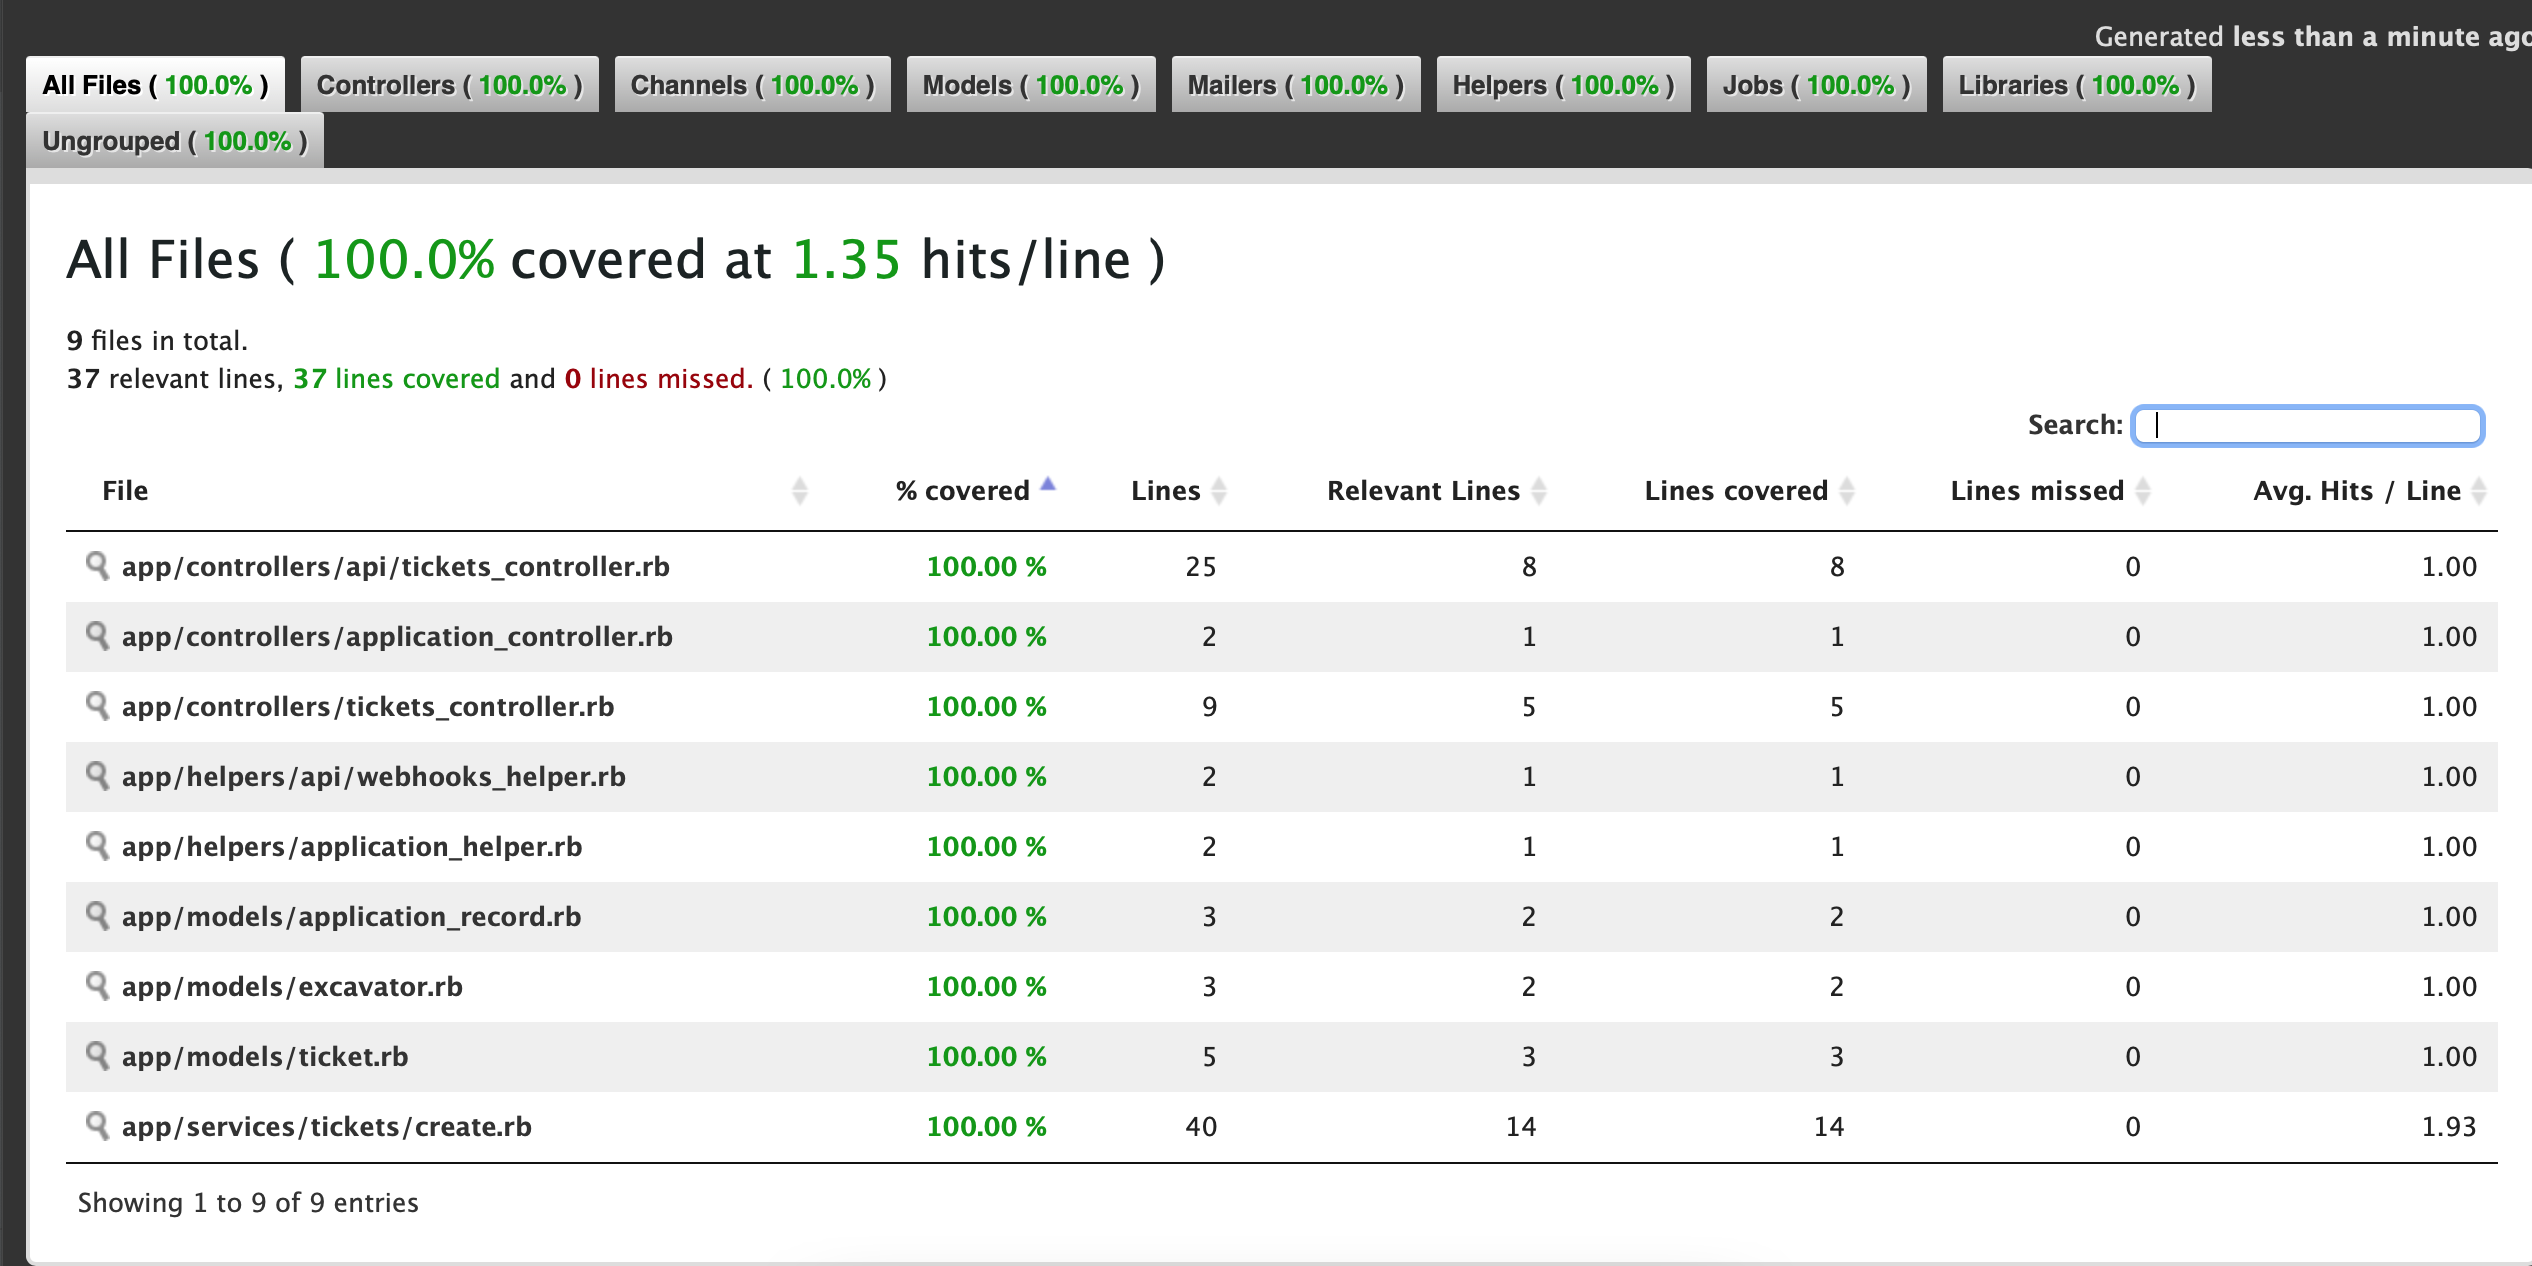 Generated less than a minute ago
All Files ( 100.0% ) Controllers ( 100.0% ) Channels ( 100.0% ) Models ( 100.0% ) Mailers ( 100.0% ) Helpers ( 100.0% ) Jobs ( 100.0% ) Libraries ( 100.0% )
Ungrouped ( 100.0% )
All Files ( 100.0% covered at 1.35 hits/line )
9 files in total.
37 relevant lines, 37 lines covered and 0 lines missed. ( 100.0% )
Search:
File % covered Lines Relevant Lines Lines covered Lines missed Avg. Hits / Line
app/controllers/api/tickets_controller.rb 100.00 % 25 8 8 0 1.00
app/controllers/application_controller.rb 100.00 % 2 1 1 0 1.00
app/controllers/tickets_controller.rb 100.00 % 9 5 5 0 1.00
app/helpers/api/webhooks_helper.rb 100.00 % 2 1 1 0 1.00
app/helpers/application_helper.rb 100.00 % 2 1 1 0 1.00
app/models/application_record.rb 100.00 % 3 2 2 0 1.00
app/models/excavator.rb 100.00 % 3 2 2 0 1.00
app/models/ticket.rb 100.00 % 5 3 3 0 1.00
app/services/tickets/create.rb 100.00 % 40 14 14 0 1.93
Showing 1 to 9 of 9 entries